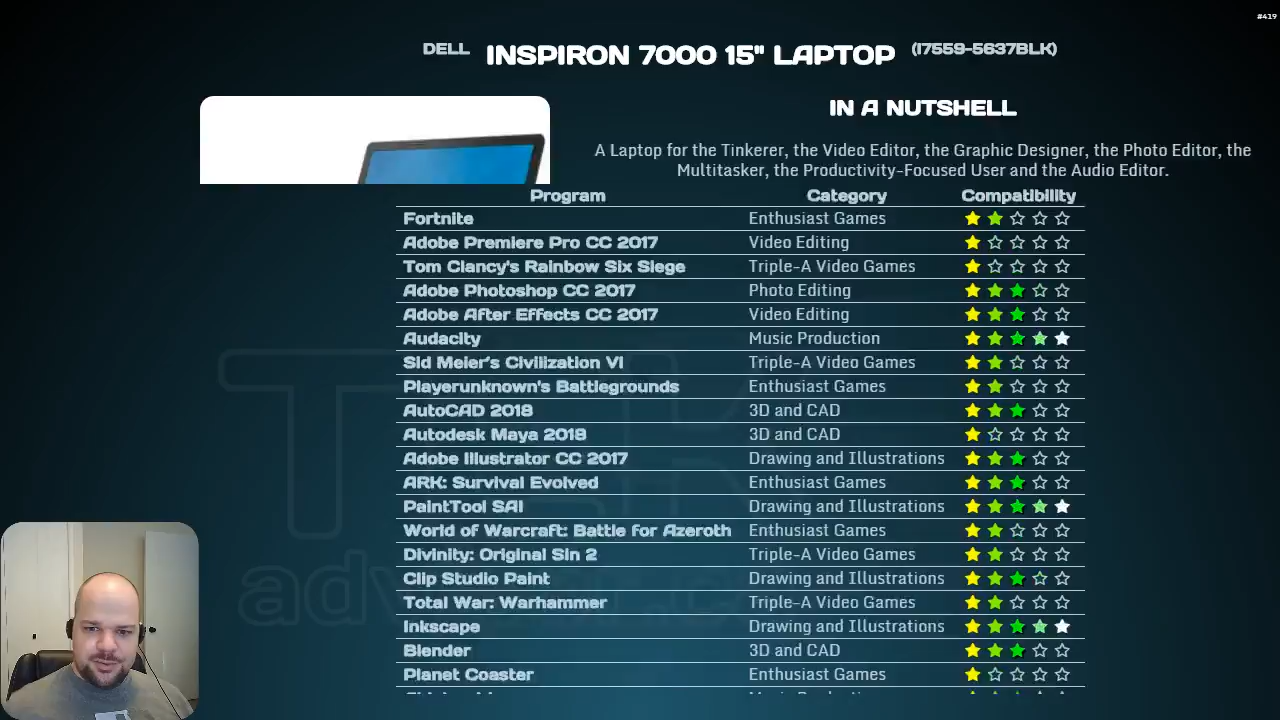 #419
DELL INSPIRON 7000 15" LAPTOP (I7559-5637BLK)
IN A NUTSHELL
A Laptop for the Tinkerer, the Video Editor, the Graphic Designer, the Photo Editor, the
Multitasker, the Productivity-Focused User and the Audio Editor.
Program Category Compatibility
Fortnite Enthusiast Games
Adobe Premiere Pro CC 2017 Video Editing
Tom Clancy's Rainbow Six Siege Triple-A Video Games
Adobe Photoshop CC 2017 Photo Editing
Adobe After Effects CC 2017 Video Editing
Audacity Music Production
Sid Meier's Civilization VI Triple-A Video Games
Playerunknown's Battlegrounds Enthusiast Games
AutoCAD 2018 3D and CAD
Autodesk Maya 2018 3D and CAD
Adobe Illustrator CC 2017 Drawing and Illustrations
ARK: Survival Evolved Enthusiast Games
PaintTool SAI Drawing and Illustrations
World of Warcraft: Battle for Azeroth Enthusiast Games
Divinity: Original Sin 2 Triple-A Video Games
Clip Studio Paint Drawing and Illustrations
Total War: Warhammer Triple-A Video Games
Inkscape Drawing and Illustrations
Blender 3D and CAD
Planet Coaster Enthusiast Games